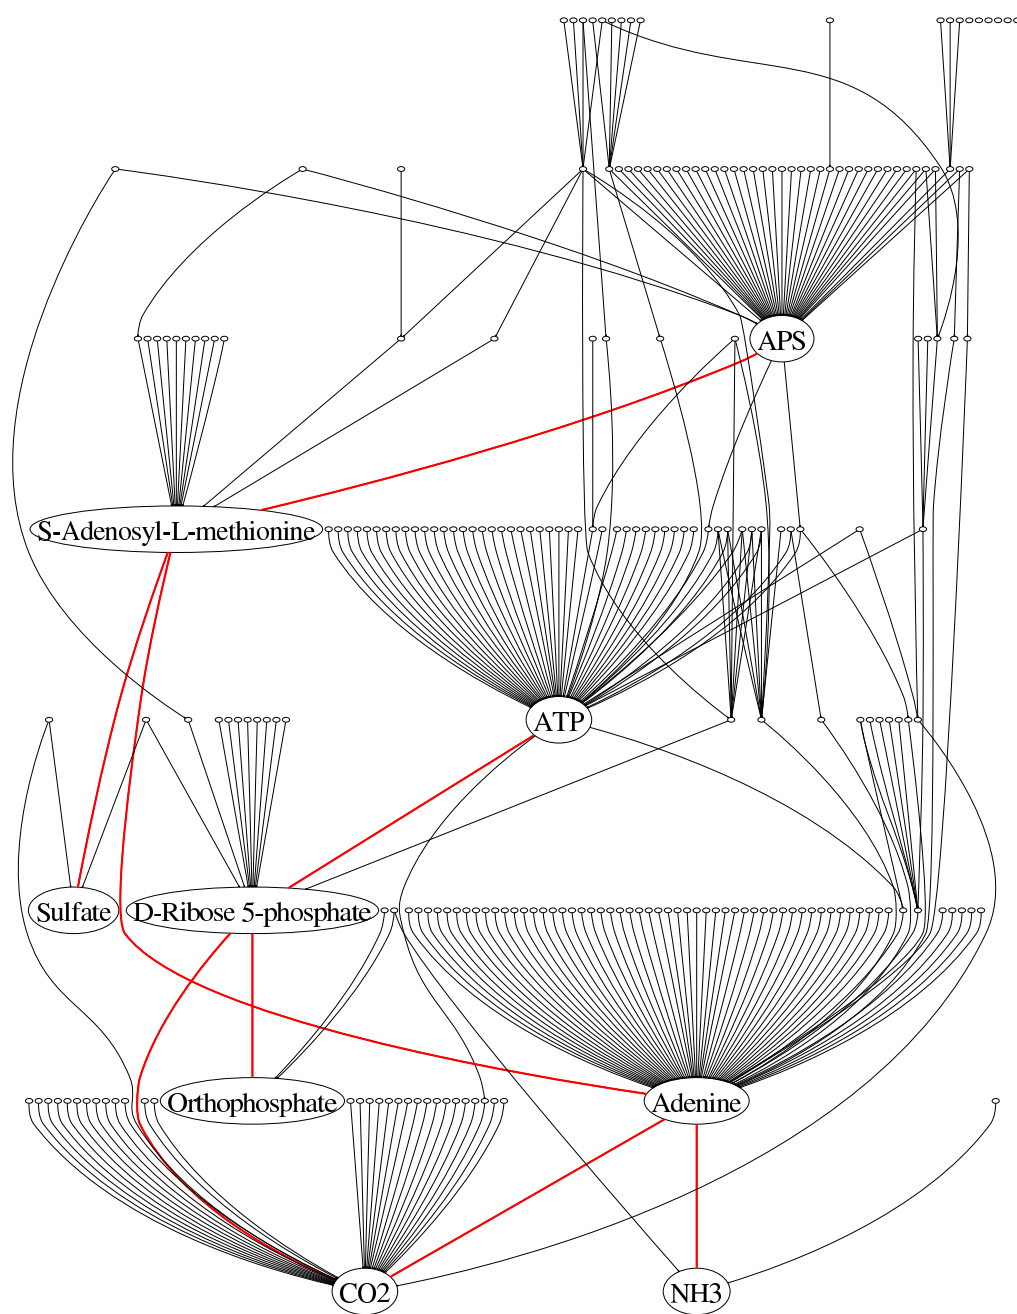 APS
S-Adenosyl-L-methionine
ATP
Sulfate
D-Ribose 5-phosphate
Orthophosphate
Adenine
CO2
NH3